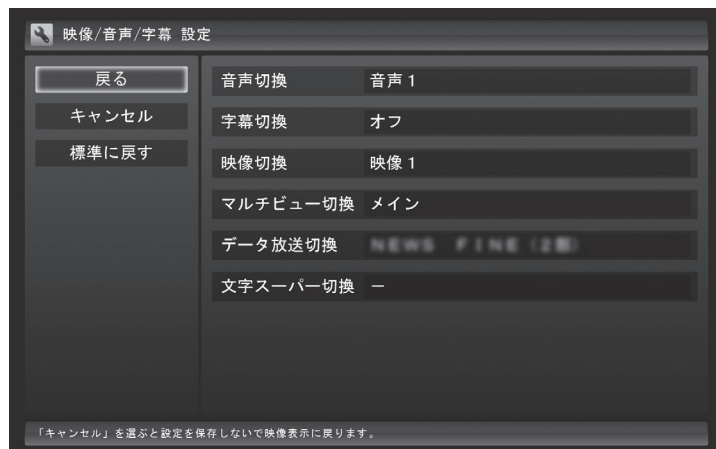 映像/音声/字幕 設定
戻る
キャンセル
標準に戻す
音声切換 音声1
字幕切換 オフ
映像切換 映像1
マルチビュー切換 メイン
データ放送切換 NEWS FINE（2部）
文字スーパー切換 －
「キャンセル」を選ぶと設定を保存しないで映像表示に戻ります。